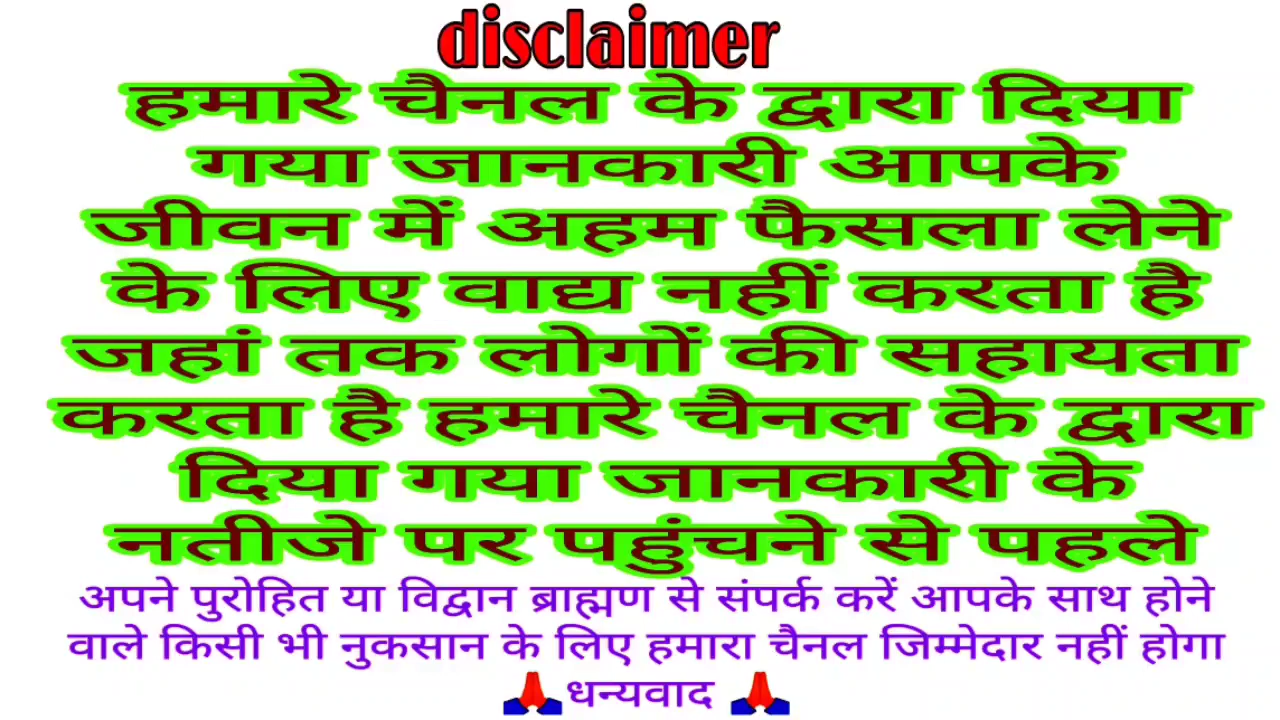 disclaimer
हमारे चैनल के द्वारा दिया
गया जानकारी आपके
जीवन में अहम फैसला लेने
के लिए वाद्य नहीं करता है
जहां तक लोगों की सहायता
करता है हमारे चैनल के द्वारा
दिया गया जानकारी के
नतीजे पर पहुंचने से पहले
अपने पुरोहित या विद्वान ब्राह्मण से संपर्क करें आपके साथ होने
वाले किसी भी नुकसान के लिए हमारा चैनल जिम्मेदार नहीं होगा
🙏धन्यवाद 🙏